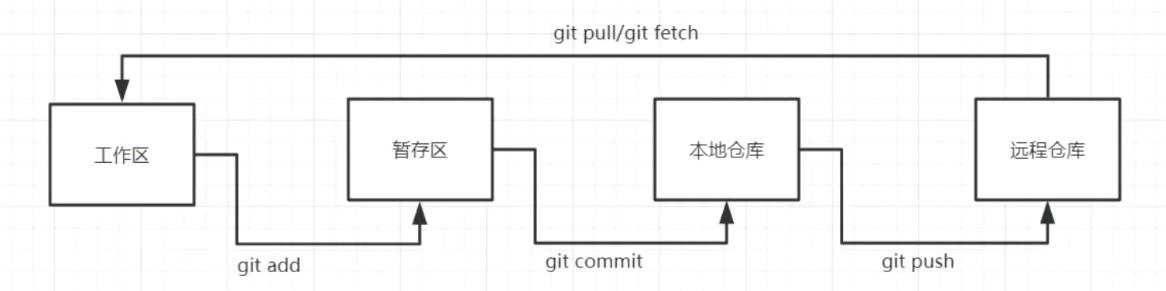 git pull/git fetch
工作区
暂存区
本地仓库
远程仓库
git add
git commit
git push